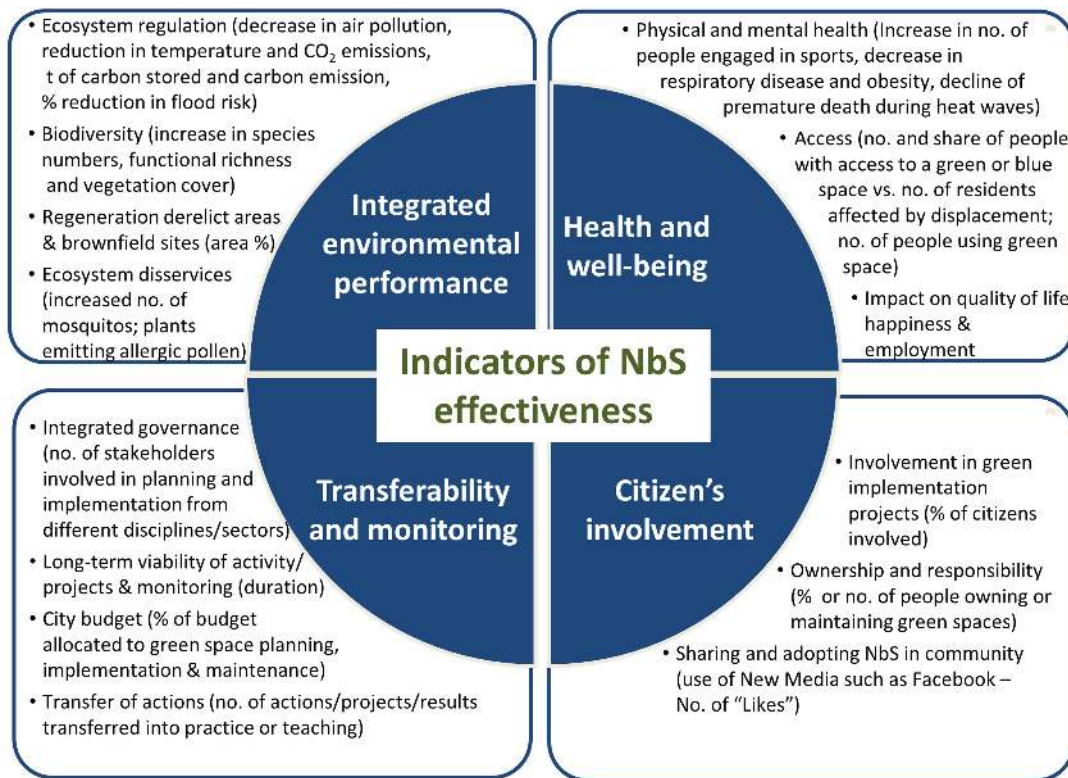 • Ecosystem regulation (decrease in air pollution,
reduction in temperature and CO₂ emissions,
t of carbon stored and carbon emission,
% reduction in flood risk)
• Biodiversity (increase in species
numbers, functional richness
and vegetation cover)
• Regeneration derelict areas
& brownfield sites (area %)
• Ecosystem disservices
(increased no. of
mosquitos; plants
emitting allergic pollen)
Integrated
environmental
performance
• Physical and mental health (Increase in no. of
people engaged in sports, decrease in
respiratory disease and obesity, decline of
premature death during heat waves)
• Access (no. and share of people
with access to a green or blue
space vs. no. of residents
affected by displacement;
no. of people using green
space)
• Impact on quality of life
happiness &
employment
Health and
well-being
Indicators of NbS
effectiveness
• Integrated governance
(no. of stakeholders
involved in planning and
implementation from
different disciplines/sectors)
• Long-term viability of activity/
projects & monitoring (duration)
• City budget (% of budget
allocated to green space planning,
implementation & maintenance)
• Transfer of actions (no. of actions/projects/results
transferred into practice or teaching)
Transferability
and monitoring
Citizen's
involvement
• Involvement in green
implementation
projects (% of citizens
involved)
• Ownership and responsibility
(% or no. of people owning or
maintaining green spaces)
• Sharing and adopting NbS in community
(use of New Media such as Facebook –
No. of "Likes")